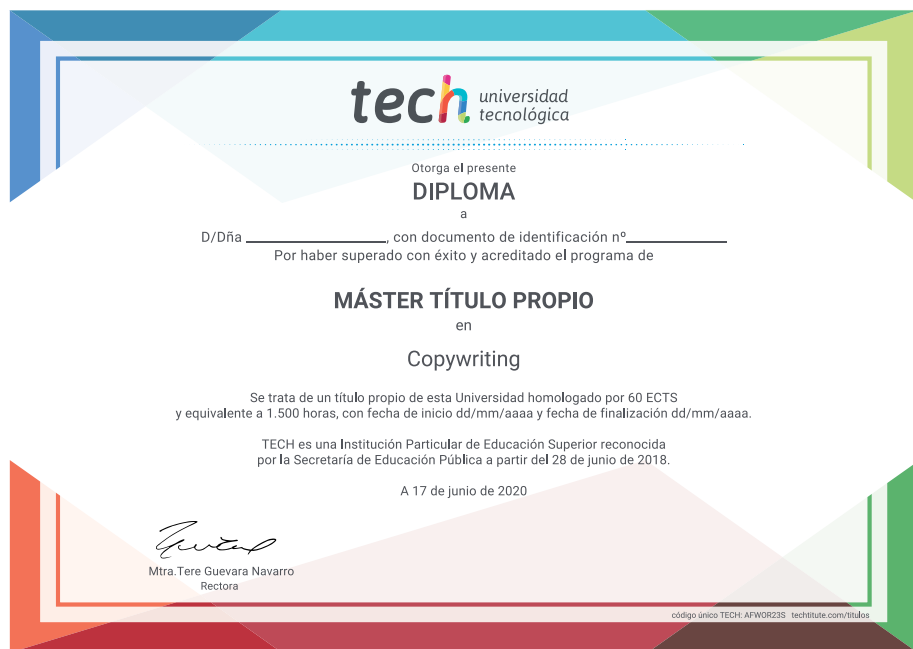 tech universidad
tecnológica
Otorga el presente
DIPLOMA
a
D/Dña ______________, con documento de identificación nº__________
Por haber superado con éxito y acreditado el programa de
MÁSTER TÍTULO PROPIO
en
Copywriting
Se trata de un título propio de esta Universidad homologado por 60 ECTS
y equivalente a 1.500 horas, con fecha de inicio dd/mm/aaaa y fecha de finalización dd/mm/aaaa.
TECH es una Institución Particular de Educación Superior reconocida
por la Secretaría de Educación Pública a partir del 28 de junio de 2018.
A 17 de junio de 2020
Mtra.Tere Guevara Navarro
Rectora
código único TECH: AFWOR23S techtitute.com/titulos